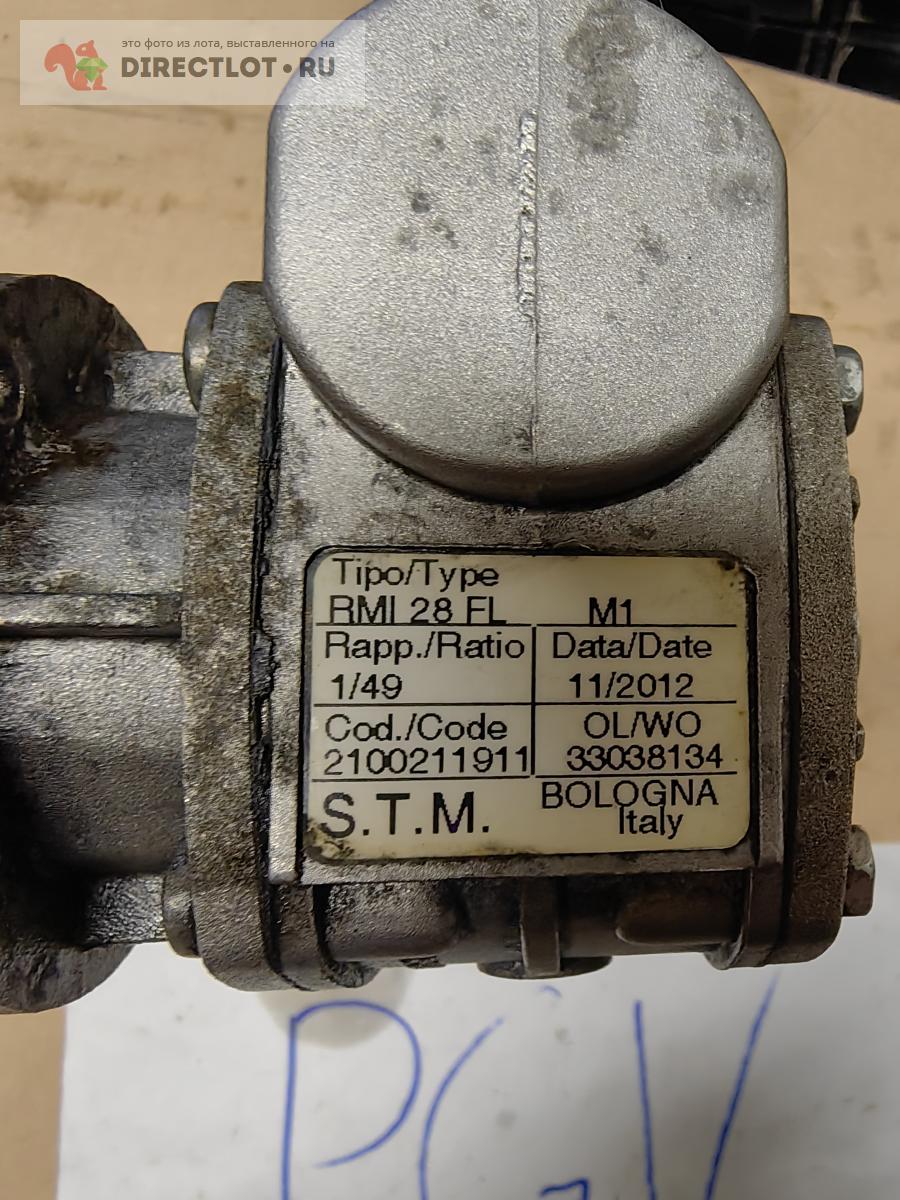 это фото из лота, выставленного на
DIRECTLOT•RU
Tipo/Type
RMI 28 FL M1
Rapp./Ratio Data/Date
1/49 11/2012
Cod./Code OL/WO
2100211911 33038134
S.T.M. BOLOGNA
Italy
PGV